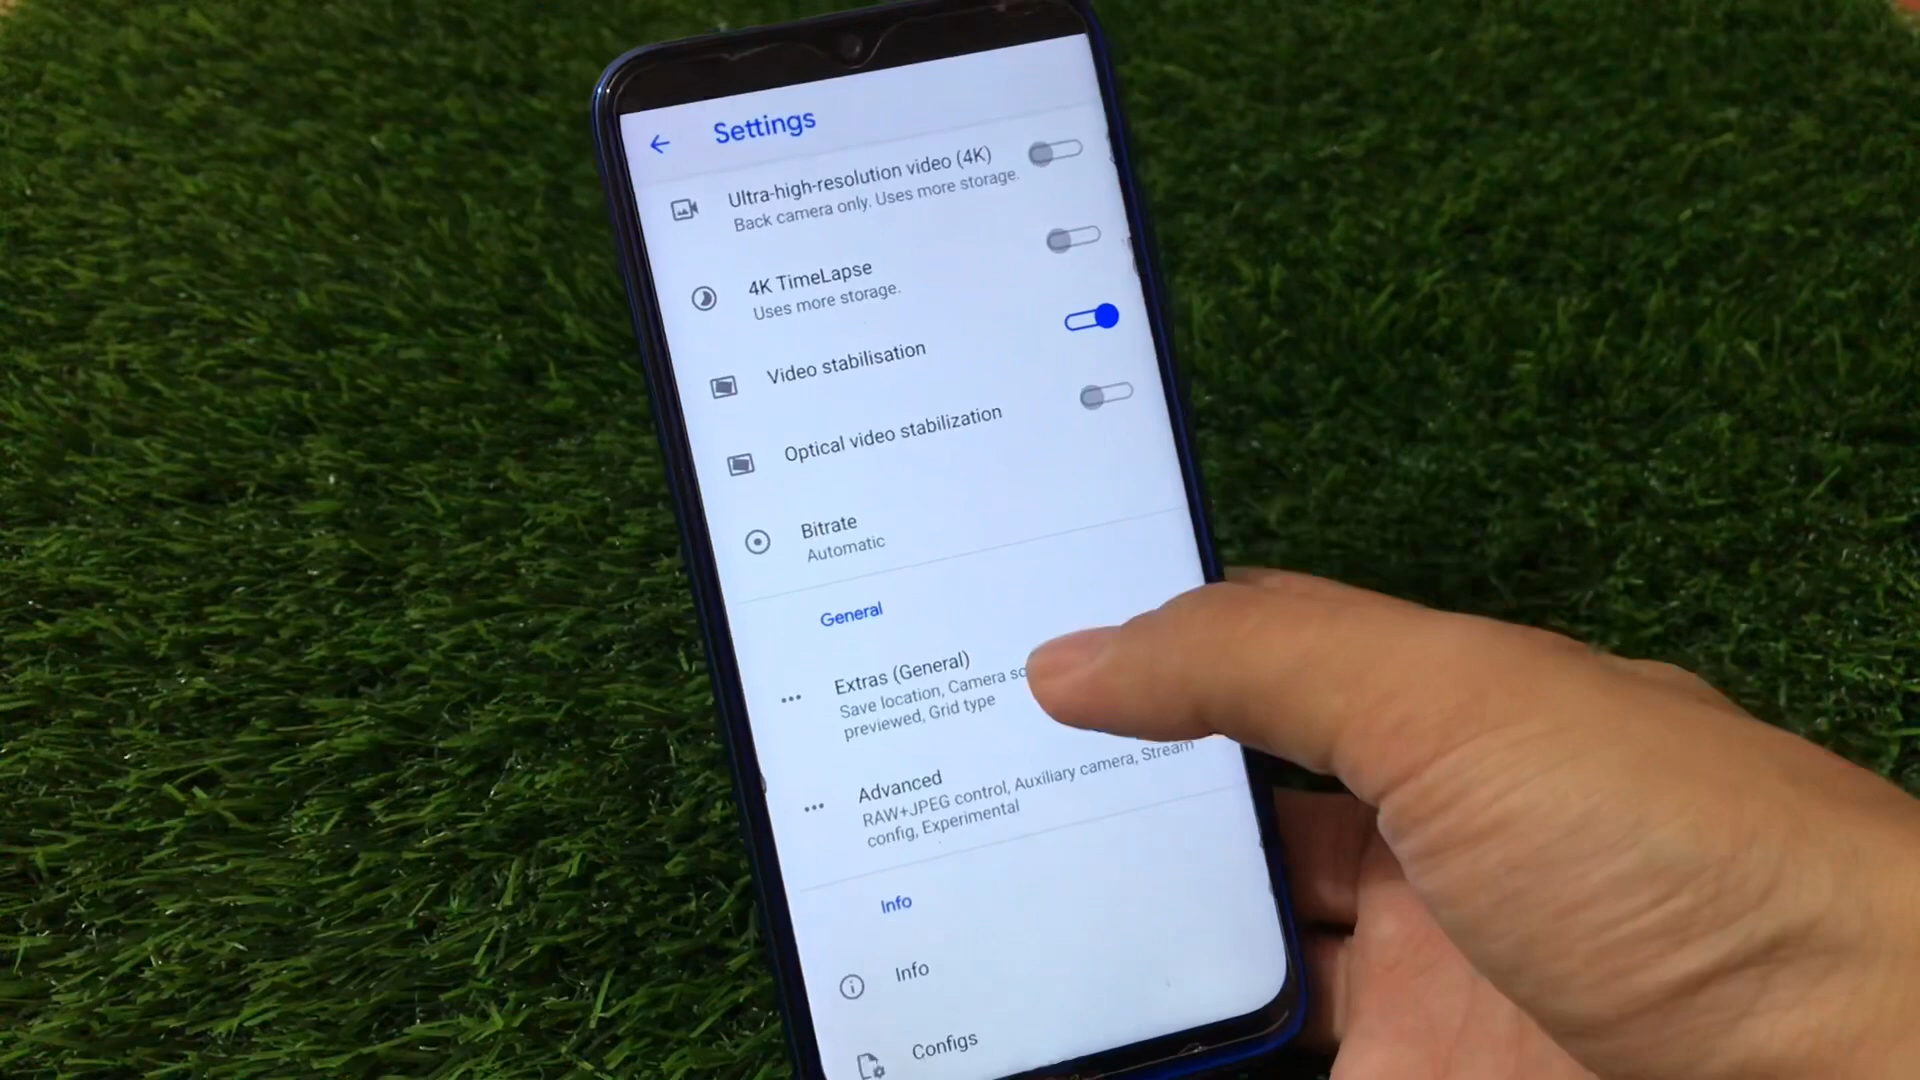 Settings
Ultra-high-resolution video (4K)
Back camera only. Uses more storage.
4K TimeLapse
Uses more storage.
Video stabilisation
Optical video stabilization
Bitrate
Automatic
General
Extras (General)
Save location, Camera
previewed, Grid type
Advanced
RAW+JPEG control, Auxiliary camera, Stream
config, Experimental
Info
Info
Configs